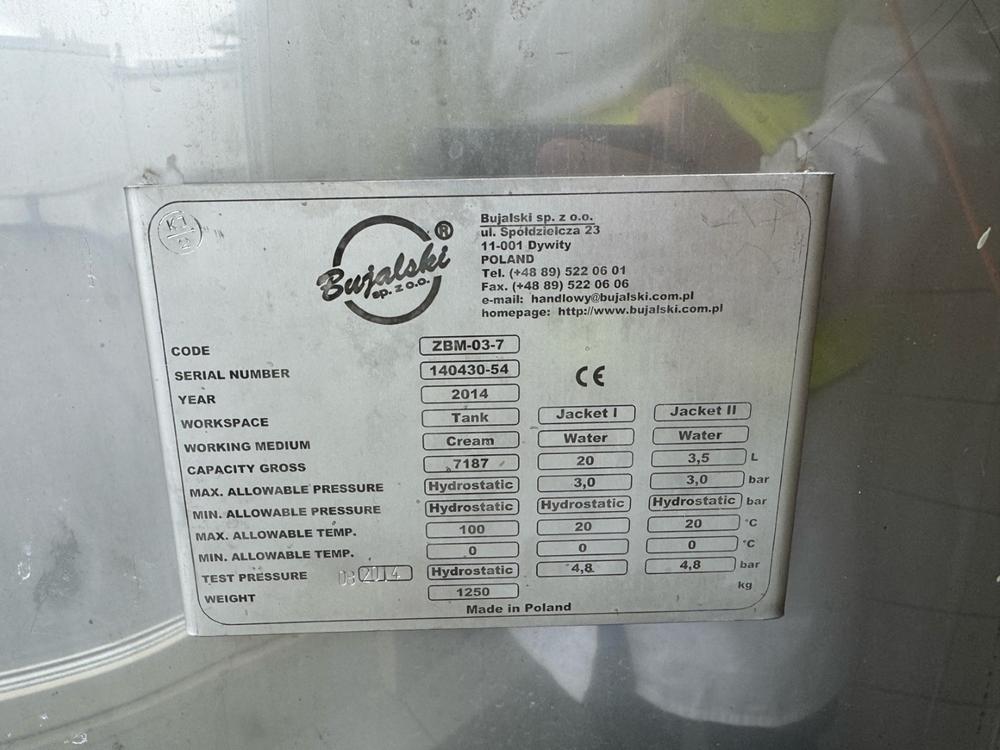 K-1
2
Bujalski ®
sp. z o.o.
Bujalski sp. z o.o.
ul. Spółdzielcza 23
11-001 Dywity
POLAND
Tel. (+48 89) 522 06 01
Fax. (+48 89) 522 06 06
e-mail: handlowy@bujalski.com.pl
homepage: http://www.bujalski.com.pl
CODE ZBM-03-7
SERIAL NUMBER 140430-54
CE
YEAR 2014
WORKSPACE Tank Jacket I Jacket II
WORKING MEDIUM Cream Water Water
CAPACITY GROSS 7187 20 3,5 L
MAX. ALLOWABLE PRESSURE Hydrostatic 3,0 3,0 bar
MIN. ALLOWABLE PRESSURE Hydrostatic Hydrostatic Hydrostatic bar
MAX. ALLOWABLE TEMP. 100 20 20 °C
MIN. ALLOWABLE TEMP. 0 0 0 °C
TEST PRESSURE 03 2014 Hydrostatic 4,8 4,8 bar
WEIGHT 1250 kg
Made in Poland